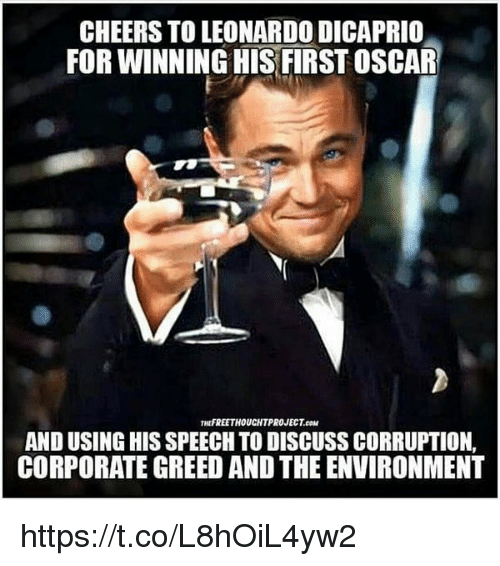 CHEERS TO LEONARDO DICAPRIO
FOR WINNING HIS FIRST OSCAR
THEFREETHOUGHTPROJECT.COM
AND USING HIS SPEECH TO DISCUSS CORRUPTION,
CORPORATE GREED AND THE ENVIRONMENT
https://t.co/L8hOiL4yw2